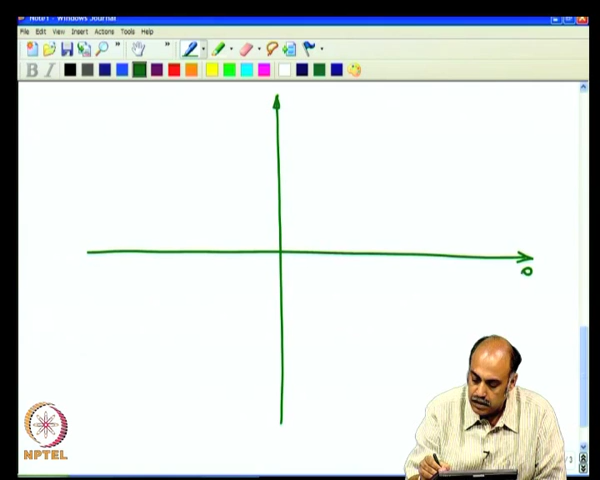 Note1 - Windows Journal
File Edit View Insert Actions Tools Help
B I
σ
NPTEL